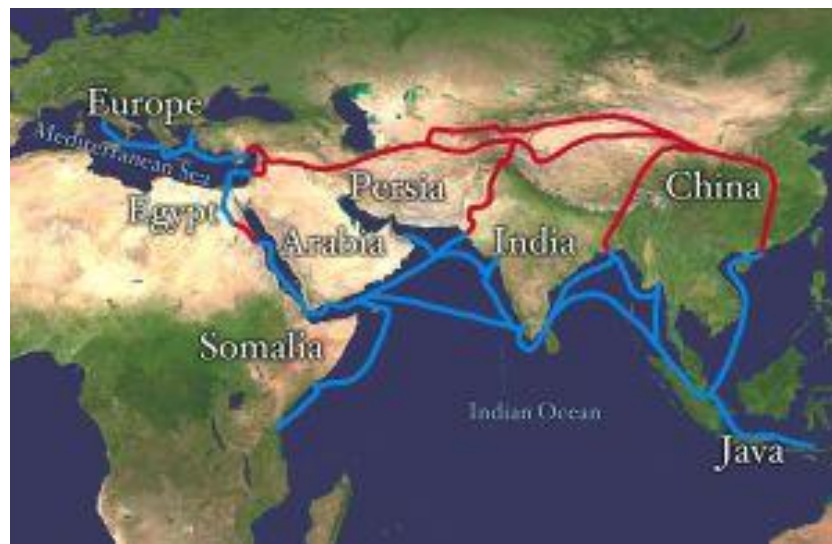 Europe
Mediterranean Sea
Egypt
Persia
Arabia
India
China
Somalia
Indian Ocean
Java